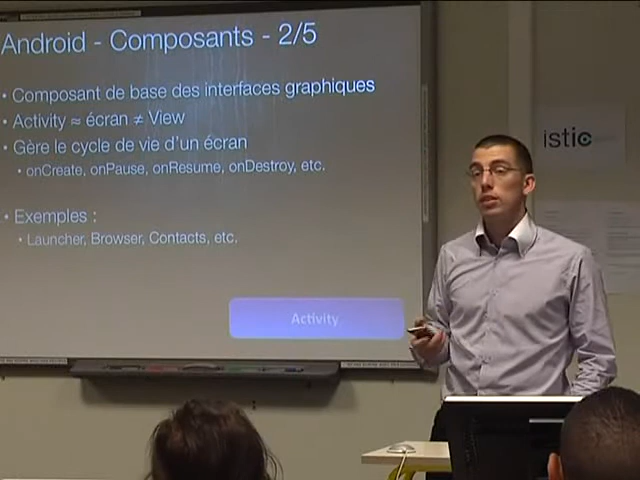 Android - Composants - 2/5
• Composant de base des interfaces graphiques
• Activity ≈ écran ≠ View
• Gère le cycle de vie d'un écran
• onCreate, onPause, onResume, onDestroy, etc.
• Exemples :
• Launcher, Browser, Contacts, etc.
Activity
istic